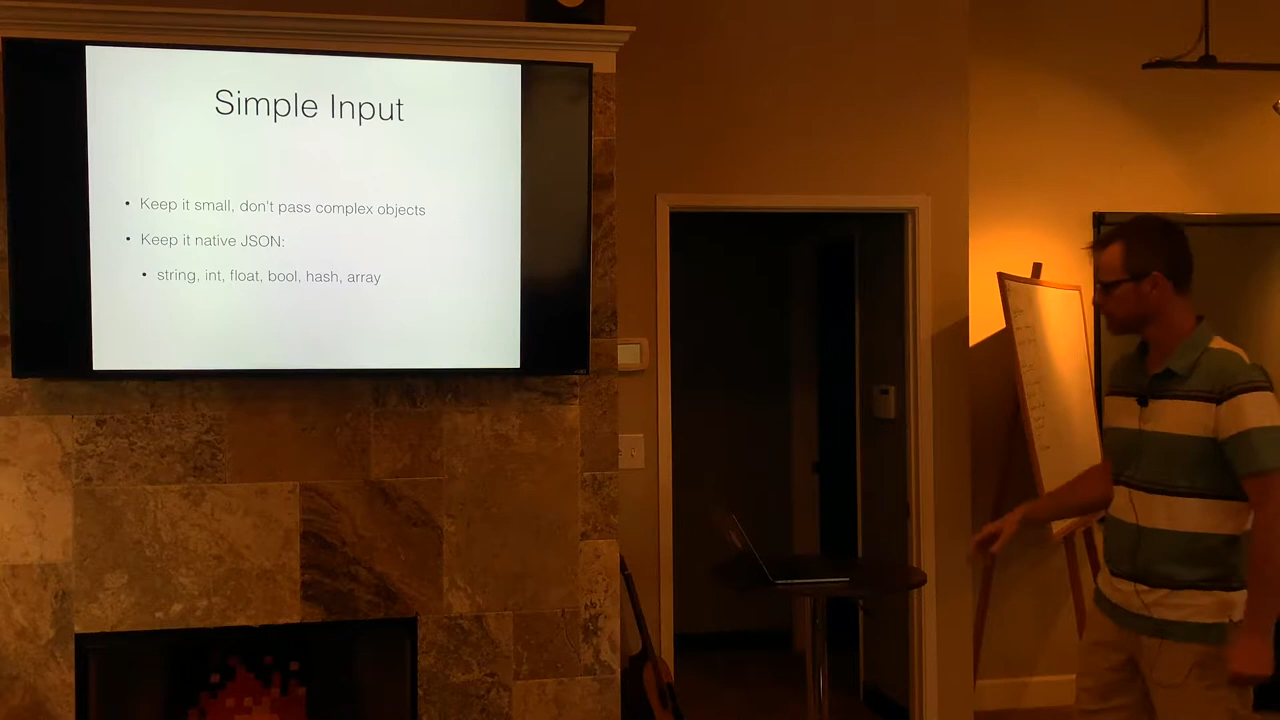 Simple Input
• Keep it small, don't pass complex objects
• Keep it native JSON:
• string, int, float, bool, hash, array